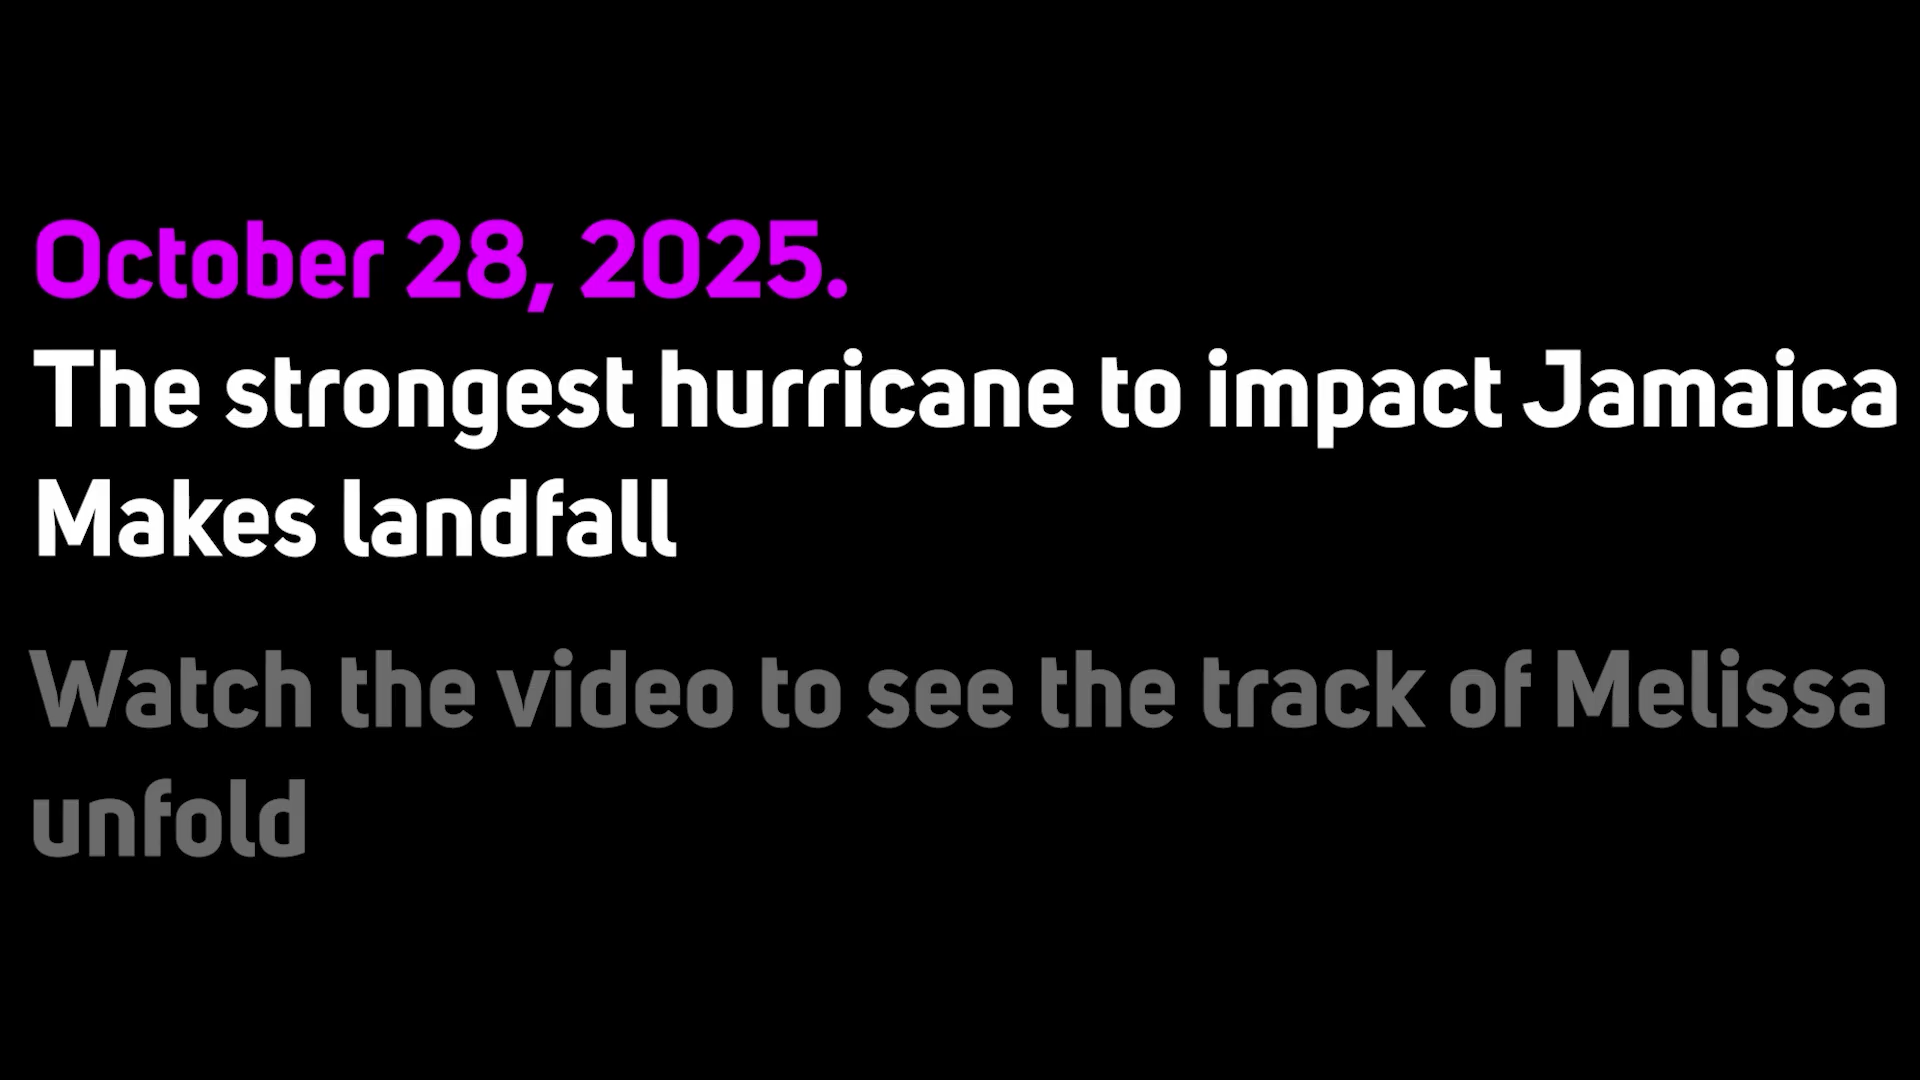 October 28, 2025.
The strongest hurricane to impact Jamaica
Makes landfall
Watch the video to see the track of Melissa
unfold